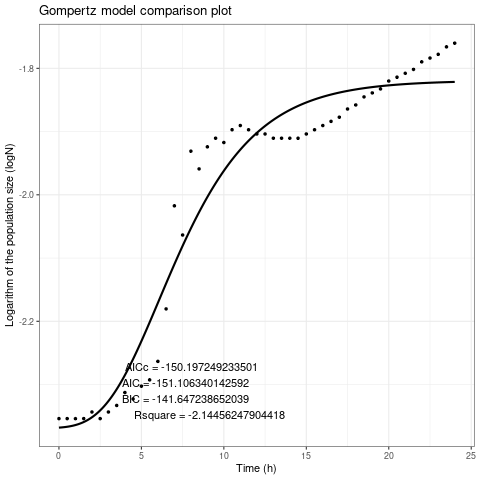 Gompertz model comparison plot
Logarithm of the population size (logN)
-1.8
-2.0
-2.2
AICc = -150.197249233501
AIC = -151.106340142592
BIC = -141.647238652039
Rsquare = -2.14456247904418
0 5 10 15 20 25
Time (h)